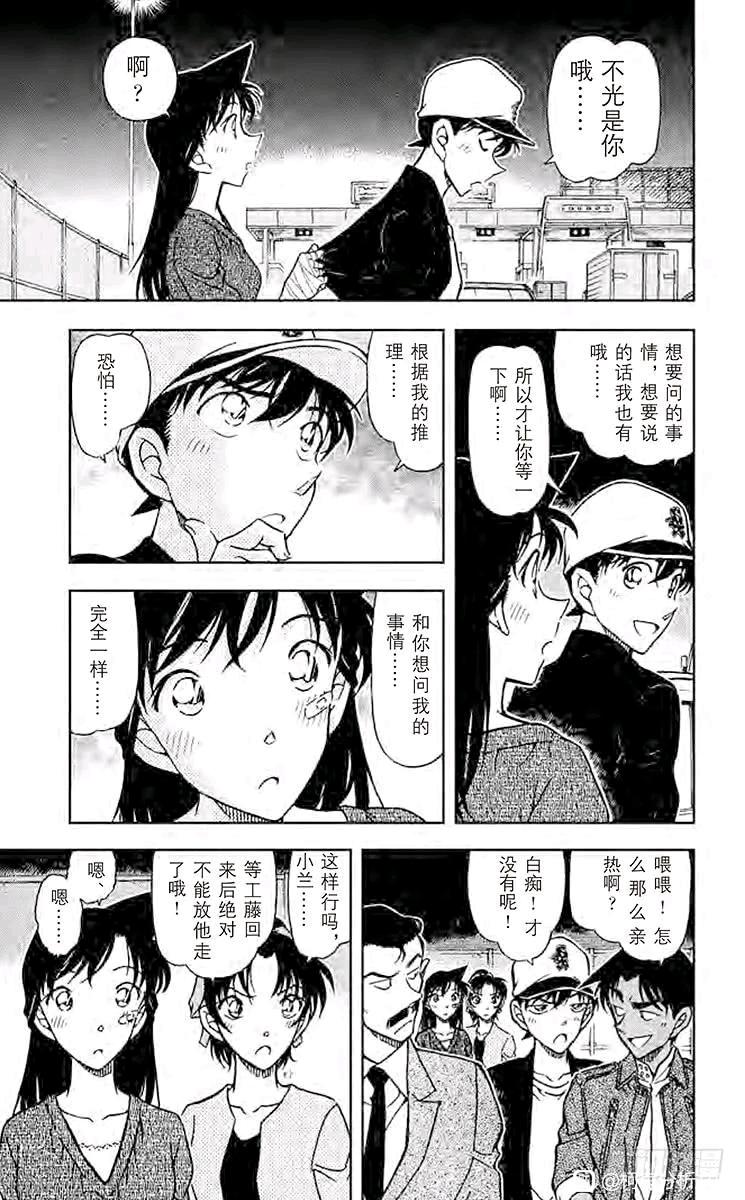 不光是你
哦……
啊？
想要问的事
情，想要说
的话我也有
哦……
所以才让你等一
下啊……
根据我的推
理……
恐怕……
和你想问我的
事情……
完全一样……
喂喂！怎
么那么亲
热啊？
白痴！才
没有呢！
这样行吗，
小兰……
等工藤回
来后绝对
不能放他走
了哦！
嗯、
嗯……